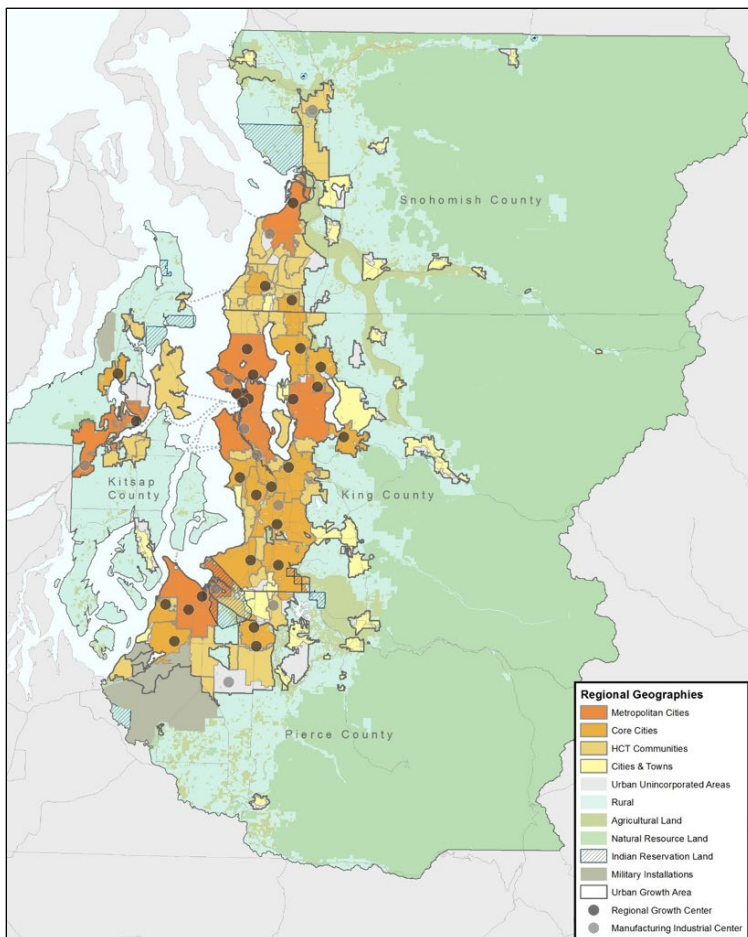 Snohomish County
King County
Kitsap
County
Pierce County
Regional Geographies
Metropolitan Cities
Core Cities
HCT Communities
Cities & Towns
Urban Unincorporated Areas
Rural
Agricultural Land
Natural Resource Land
Indian Reservation Land
Military Installations
Urban Growth Area
Regional Growth Center
Manufacturing Industrial Center